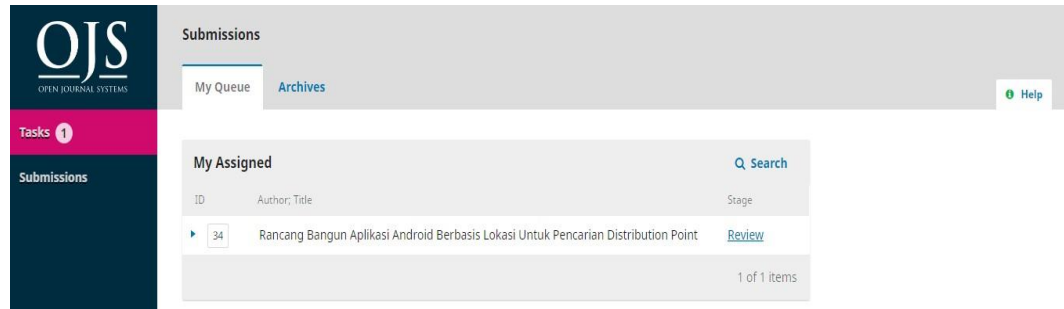 OJS
OPEN JOURNAL SYSTEMS
Tasks 1
Submissions
Submissions
My Queue Archives
Help
My Assigned Search
ID Author; Title Stage
34 Rancang Bangun Aplikasi Android Berbasis Lokasi Untuk Pencarian Distribution Point Review
1 of 1 items